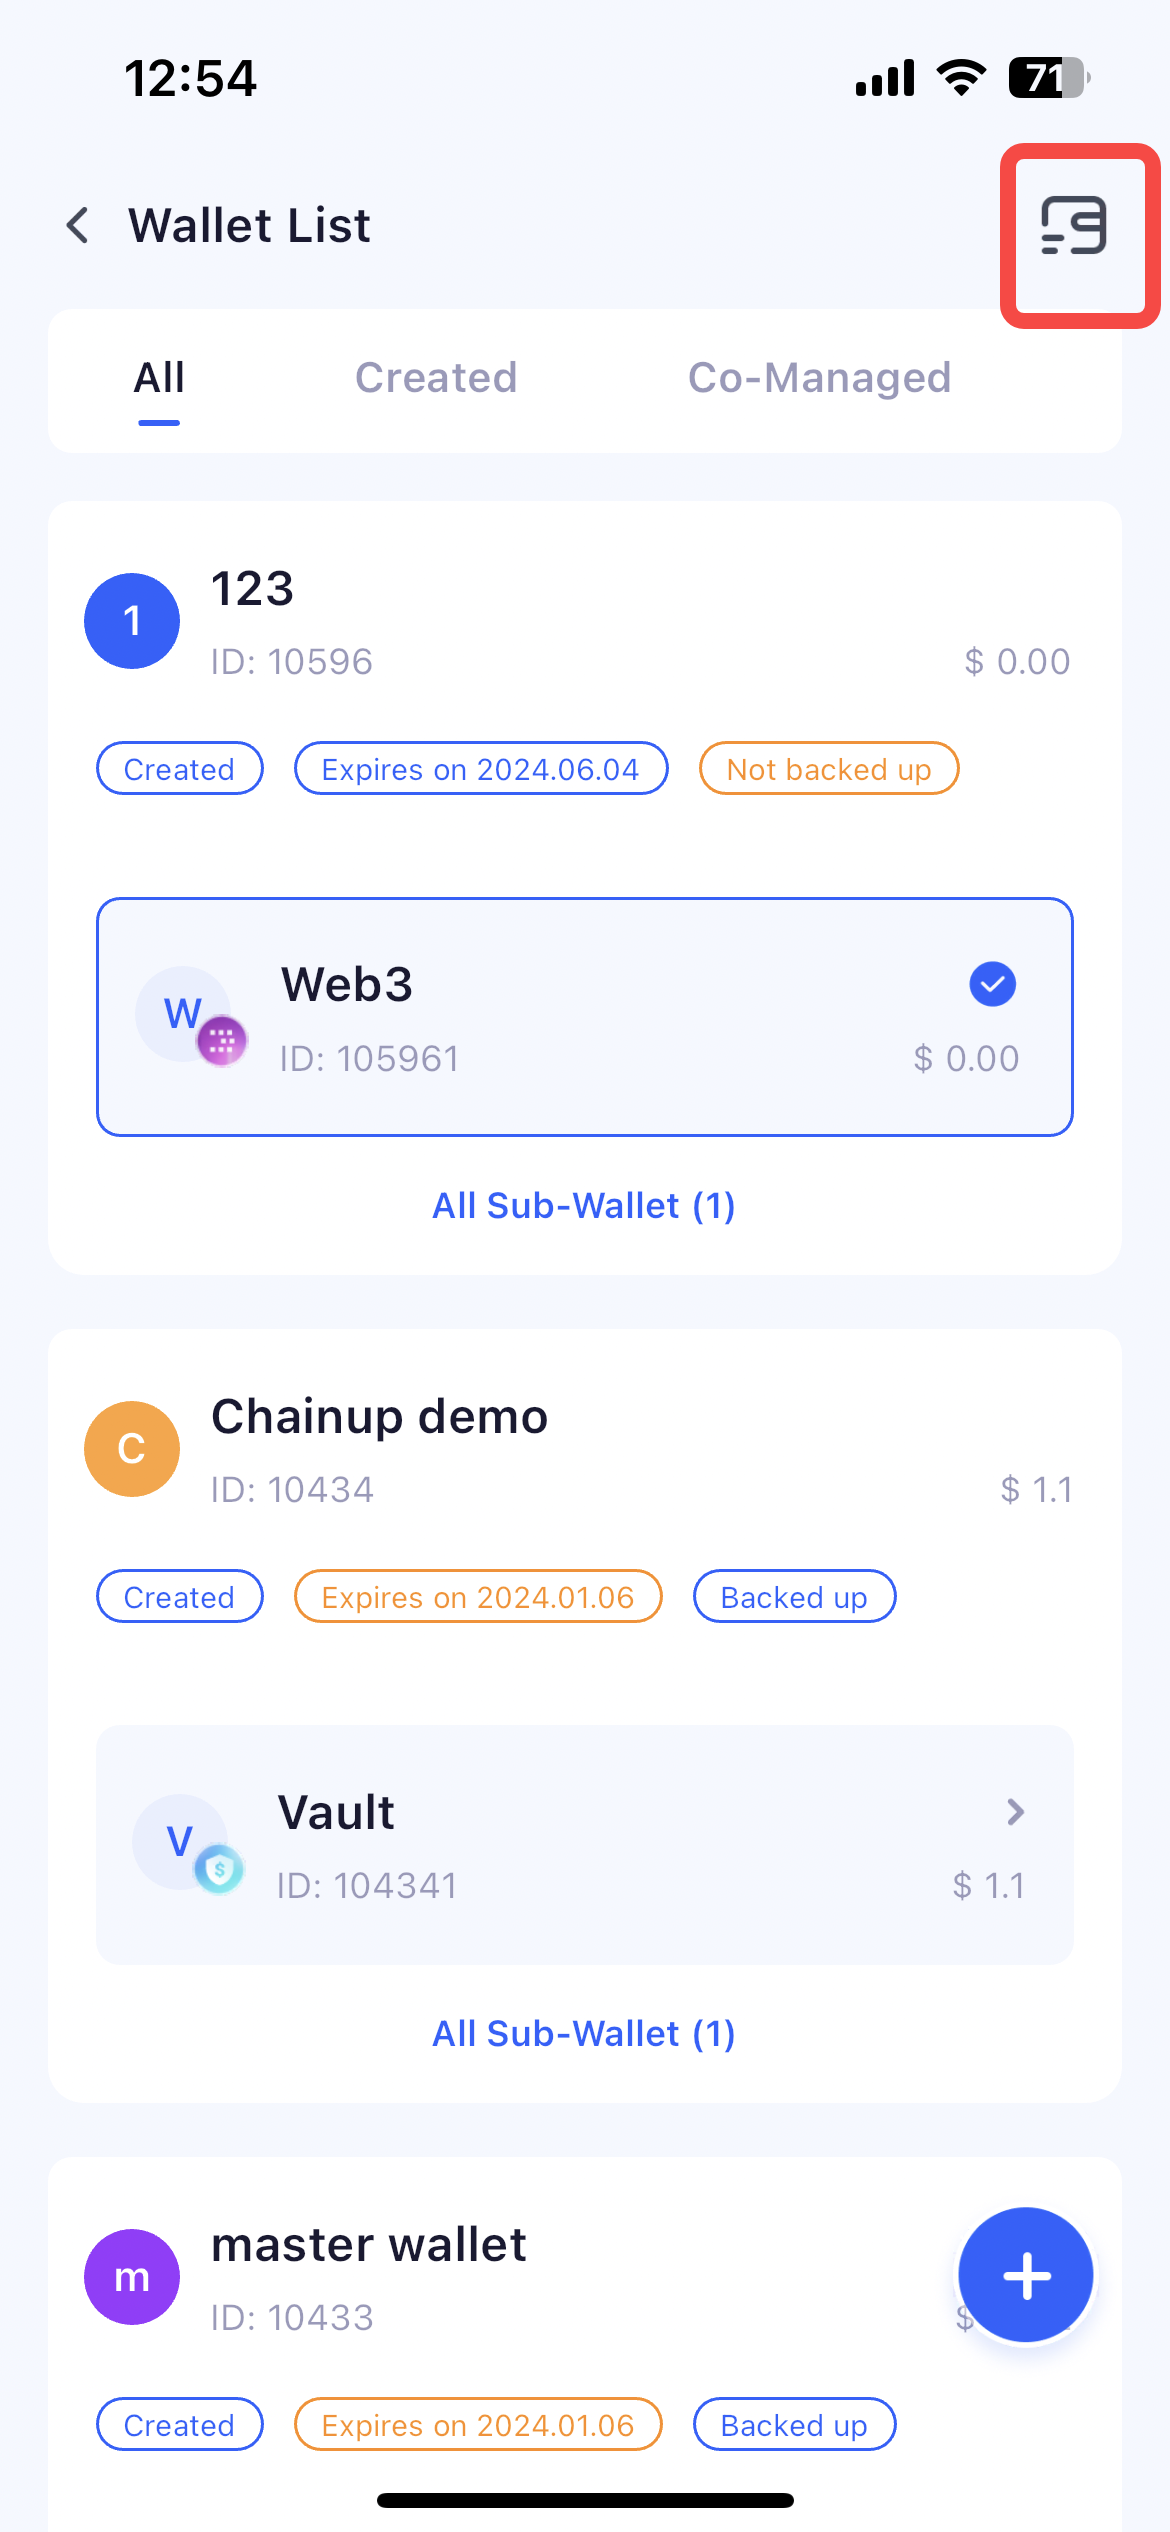 12:54
71
Wallet List
All Created Co-Managed
1
123
ID: 10596 $ 0.00
Created Expires on 2024.06.04 Not backed up
W
Web3
ID: 105961 $ 0.00
All Sub-Wallet (1)
C
Chainup demo
ID: 10434 $ 1.1
Created Expires on 2024.01.06 Backed up
V
$
Vault
ID: 104341 $ 1.1
All Sub-Wallet (1)
m
master wallet
ID: 10433 $
Created Expires on 2024.01.06 Backed up